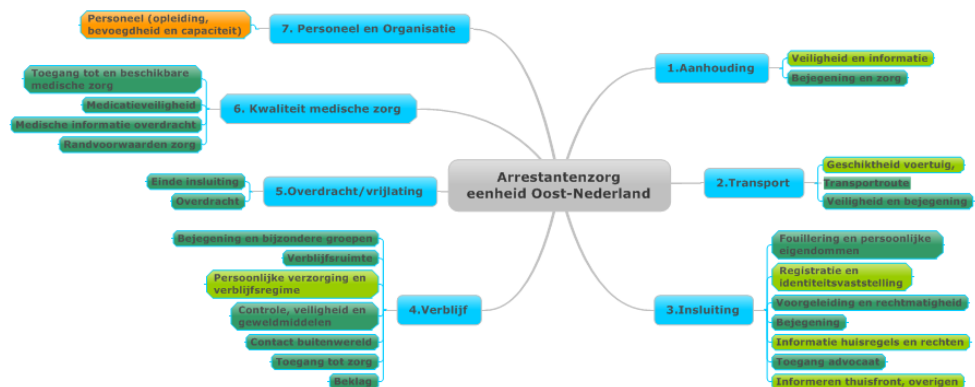 Arrestantenzorg
eenheid Oost-Nederland
1.Aanhouding
Veiligheid en informatie
Bejegening en zorg
2.Transport
Geschiktheid voertuig,
Transportroute
Veiligheid en bejegening
3.Insluiting
Fouillering en persoonlijke
eigendommen
Registratie en
identiteitsvaststelling
Voorgeleiding en rechtmatigheid
Bejegening
Informatie huisregels en rechten
Toegang advocaat
Informeren thuisfront, overigen
4.Verblijf
Bejegening en bijzondere groepen
Verblijfsruimte
Persoonlijke verzorging en
verblijfsregime
Controle, veiligheid en
geweldmiddelen
Contact buitenwereld
Toegang tot zorg
Beklag
5.Overdracht/vrijlating
Einde insluiting
Overdracht
6. Kwaliteit medische zorg
Toegang tot en beschikbare
medische zorg
Medicatieveiligheid
Medische informatie overdracht
Randvoorwaarden zorg
7. Personeel en Organisatie
Personeel (opleiding,
bevoegdheid en capaciteit)